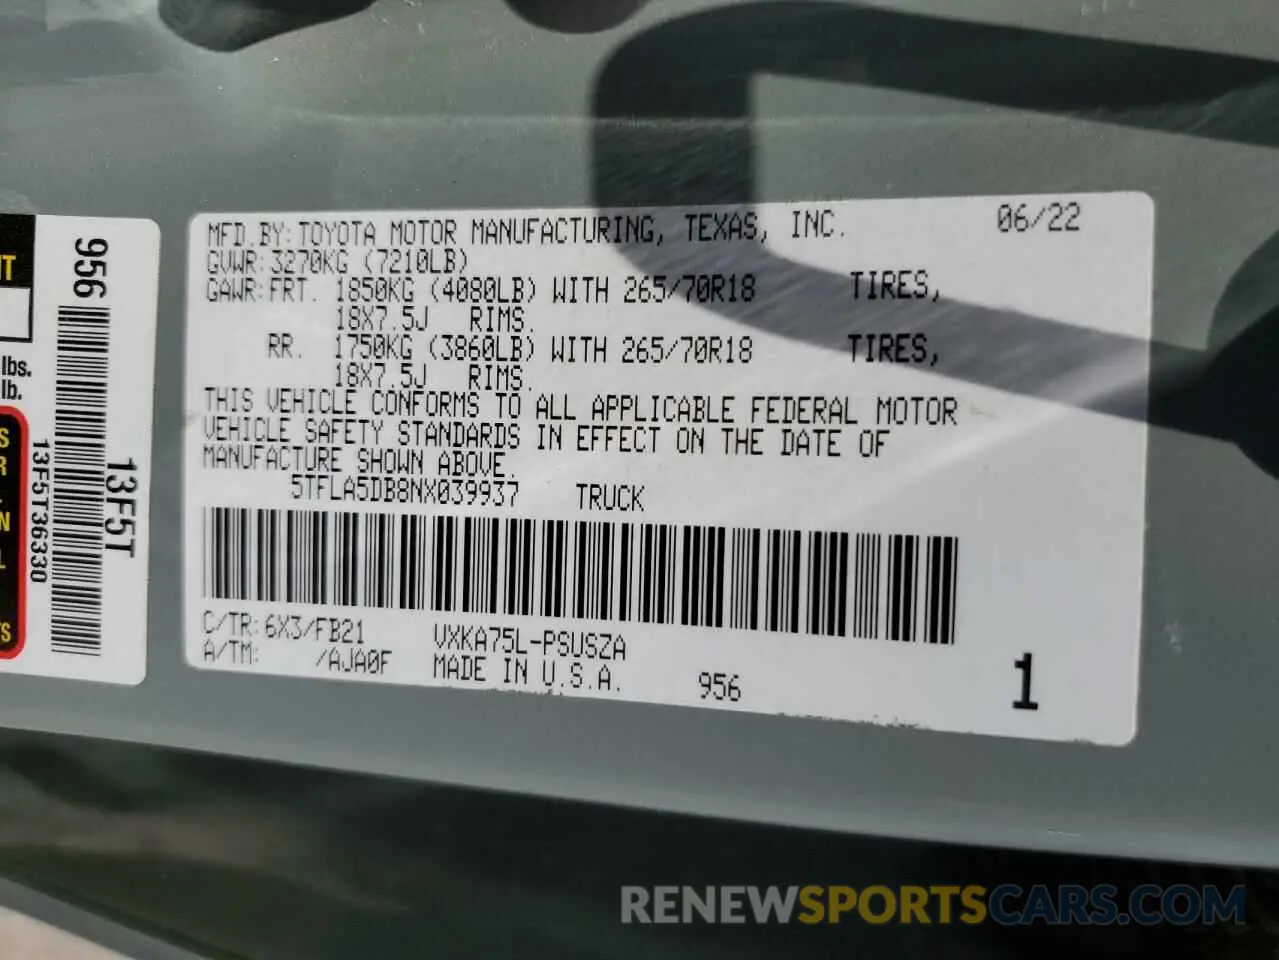 MFD.BY: TOYOTA MOTOR MANUFACTURING, TEXAS, INC. 06/22
GVWR: 3270KG (7210LB)
GAWR: FRT. 1850KG (4080LB) WITH 265/70R18 TIRES,
18X7.5J RIMS.
RR. 1750KG (3860LB) WITH 265/70R18 TIRES,
18X7.5J RIMS.
THIS VEHICLE CONFORMS TO ALL APPLICABLE FEDERAL MOTOR
VEHICLE SAFETY STANDARDS IN EFFECT ON THE DATE OF
MANUFACTURE SHOWN ABOVE.
5TFLA5DB8NX039937 TRUCK
C/TR: 6X3/FB21 VXKA75L-PSUSZA
A/TM: /AJA0F MADE IN U.S.A. 956
1
956
13F5T
13F5T36330
lbs.
lb.
RENEWSPORTSCARS.COM